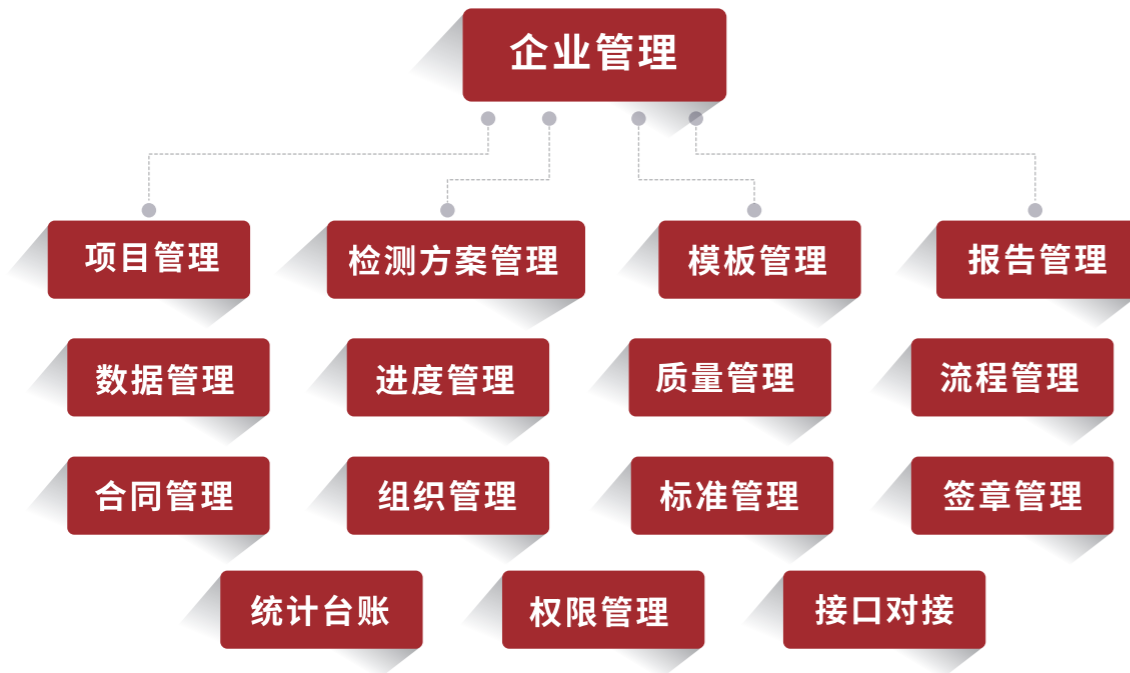 企业管理
项目管理
检测方案管理
模板管理
报告管理
数据管理
进度管理
质量管理
流程管理
合同管理
组织管理
标准管理
签章管理
统计台账
权限管理
接口对接